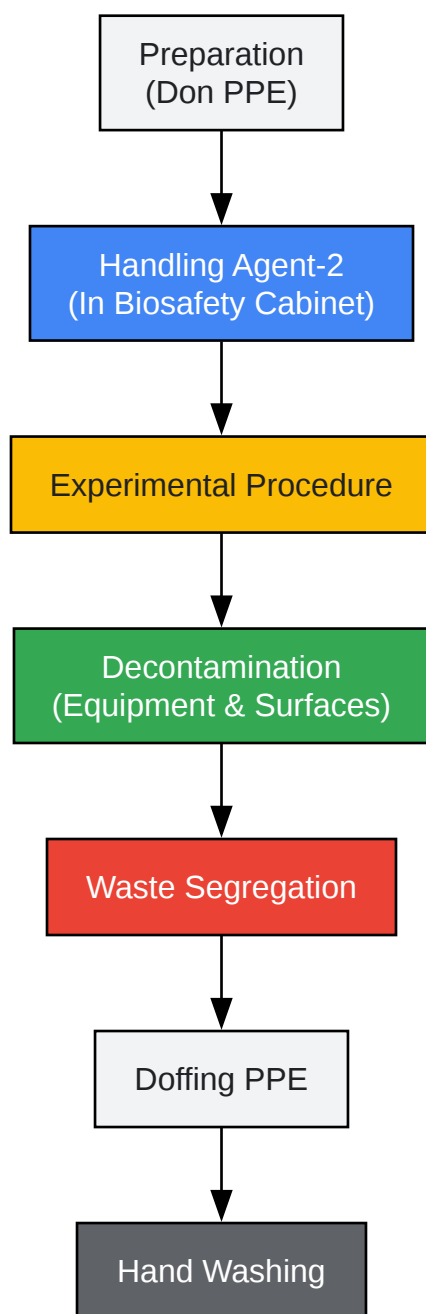 Preparation
(Don PPE)
Handling Agent-2
(In Biosafety Cabinet)
Experimental Procedure
Decontamination
(Equipment & Surfaces)
Waste Segregation
Doffing PPE
Hand Washing